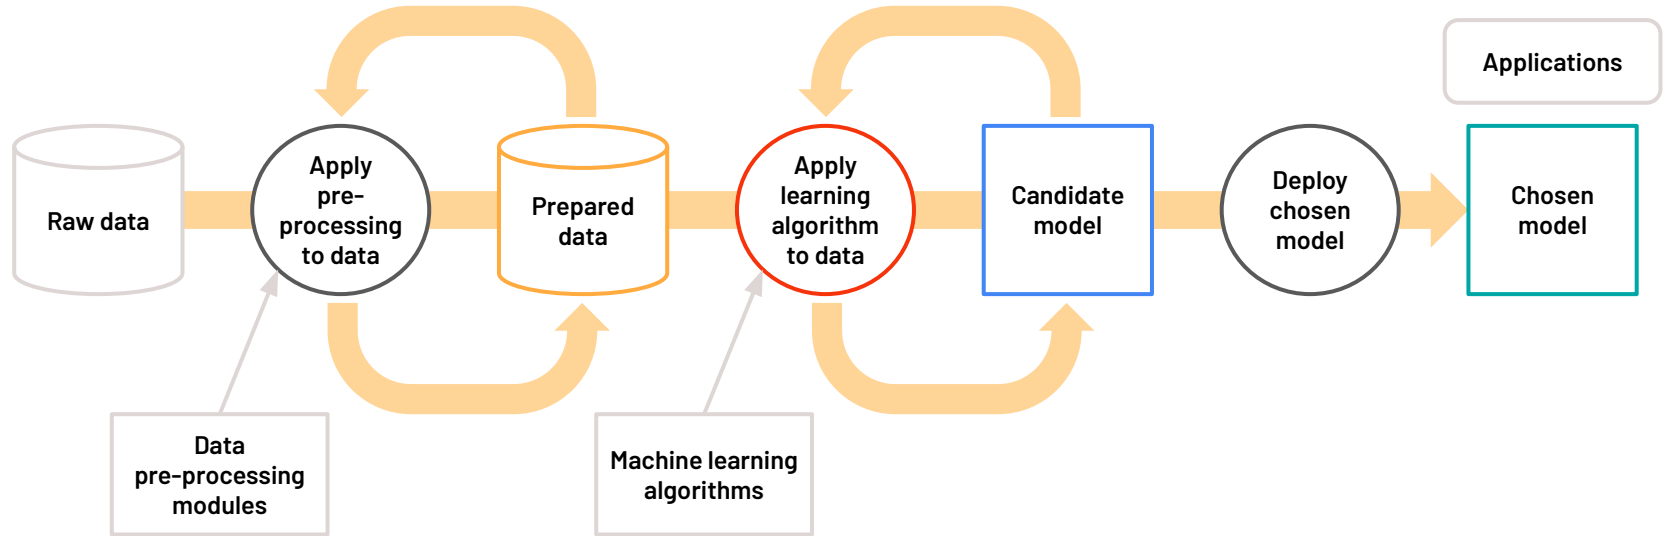 Applications
Raw data
Apply
pre-
processing
to data
Prepared
data
Apply
learning
algorithm
to data
Candidate
model
Deploy
chosen
model
Chosen
model
Data
pre-processing
modules
Machine learning
algorithms